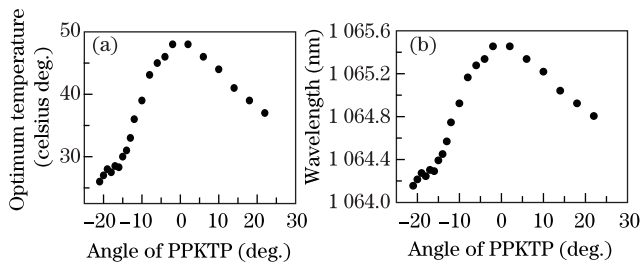 Optimum temperature
(celsius deg.)
(a)
50
40
30
−20
−10
0
10
20
30
Angle of PPKTP (deg.)
Wavelength (nm)
(b)
1 065.6
1 065.2
1 064.8
1 064.4
1 064.0
−20
−10
0
10
20
30
Angle of PPKTP (deg.)